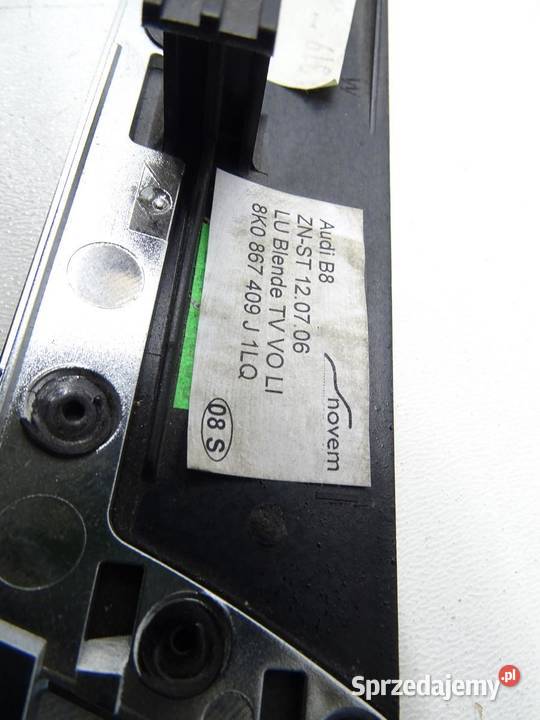 Audi B8
ZN-ST 12.07.06
LU Blende TV VO LI
8K0 867 409 J 1LQ
novem
08 S
Sprzedajemy.pl